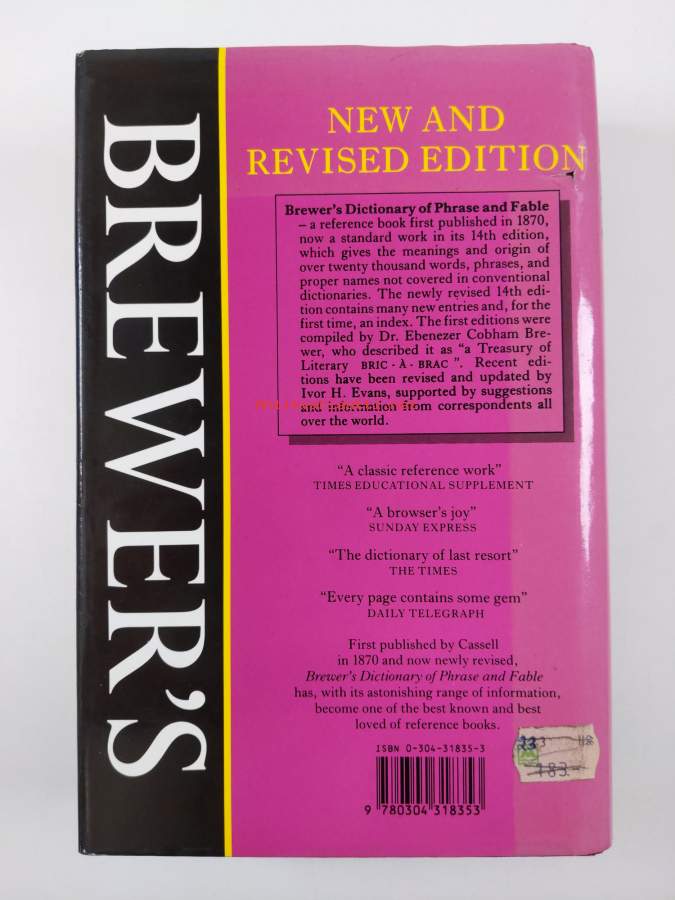 BREWER'S
NEW AND
REVISED EDITION
Brewer's Dictionary of Phrase and Fable
– a reference book first published in 1870,
now a standard work in its 14th edition,
which gives the meanings and origin of
over twenty thousand words, phrases, and
proper names not covered in conventional
dictionaries. The newly revised 14th edi-
tion contains many new entries and, for the
first time, an index. The first editions were
compiled by Dr. Ebenezer Cobham Bre-
wer, who described it as “a Treasury of
Literary BRIC - À - BRAC ”. Recent edi-
tions have been revised and updated by
Ivor H. Evans, supported by suggestions
and information from correspondents all
over the world.
“A classic reference work”
TIMES EDUCATIONAL SUPPLEMENT
“A browser's joy”
SUNDAY EXPRESS
“The dictionary of last resort”
THE TIMES
“Every page contains some gem”
DAILY TELEGRAPH
First published by Cassell
in 1870 and now newly revised,
Brewer's Dictionary of Phrase and Fable
has, with its astonishing range of information,
become one of the best known and best
loved of reference books.
ISBN 0-304-31835-3
9 780304 318353
183.-